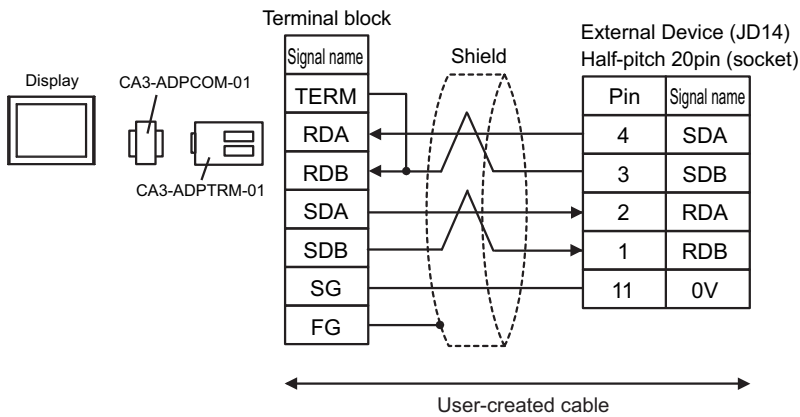 Terminal block
External Device (JD14)
Half-pitch 20pin (socket)
Display
CA3-ADPCOM-01
CA3-ADPTRM-01
Shield
Signal name
TERM
RDA
RDB
SDA
SDB
SG
FG
Pin Signal name
4 SDA
3 SDB
2 RDA
1 RDB
11 0V
User-created cable